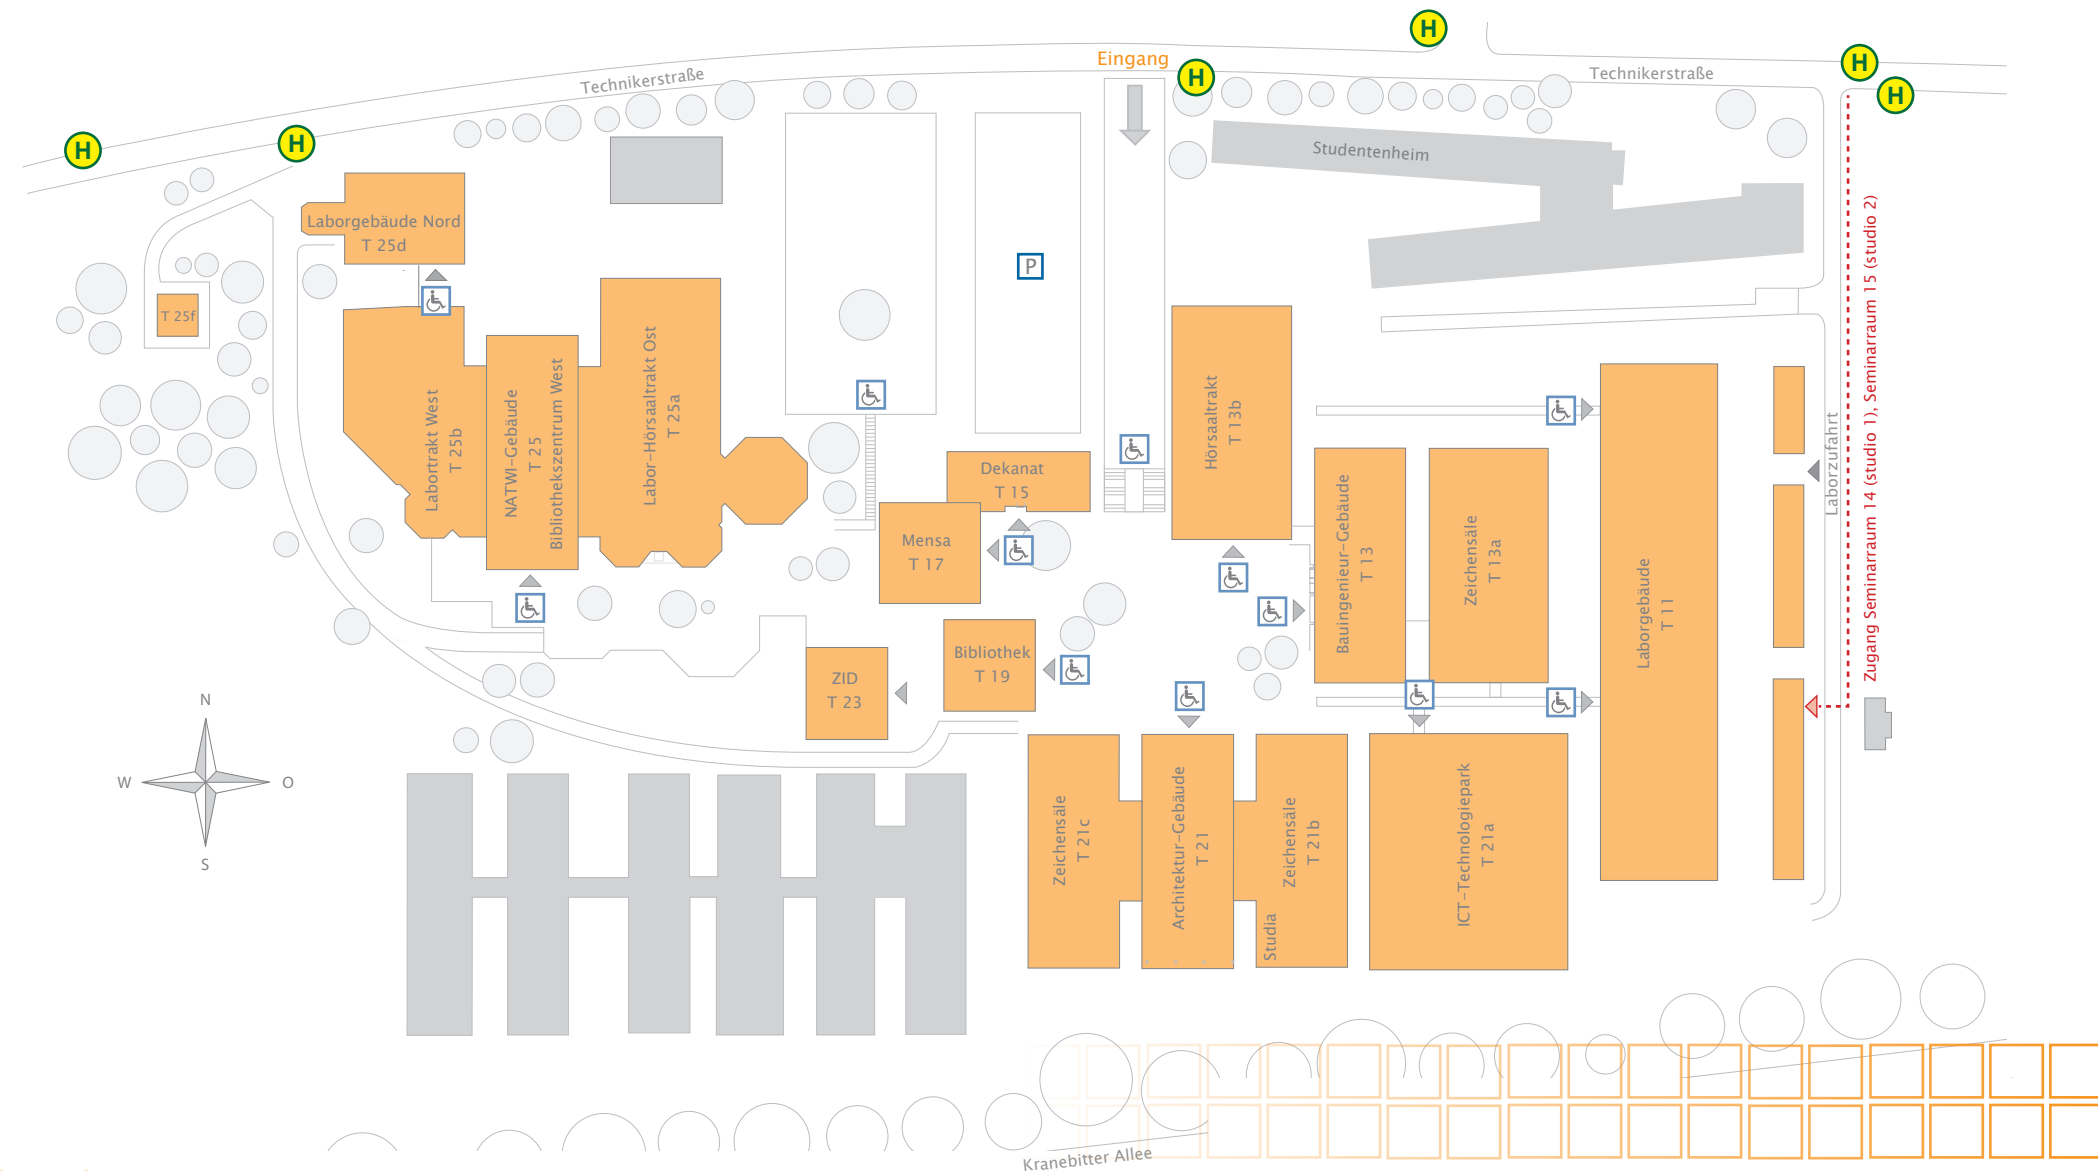 H
Eingang
H
H
Technikerstraße
Technikerstraße
H
H
H
H
Studentenheim
Laborgebäude Nord
T 25d
P
T 25f
Labortrakt West
T 25b
NATWI-Gebäude
T 25
Bibliothekszentrum West
Labor-Hörsaaltrakt Ost
T 25a
Dekanat
T 15
Mensa
T 17
Hörsaaltrakt
T 13b
Bauingenieur-Gebäude
T 13
Zeichensäle
T 13a
Laborgebäude
T 11
Laborzufahrt
Zugang Seminarraum 14 (studio 1), Seminarraum 15 (studio 2)
Bibliothek
T 19
ZID
T 23
N
W
O
S
Zeichensäle
T 21c
Architektur-Gebäude
T 21
Zeichensäle
T 21b
Studia
ICT-Technologiepark
T 21a
Kranebitter Allee